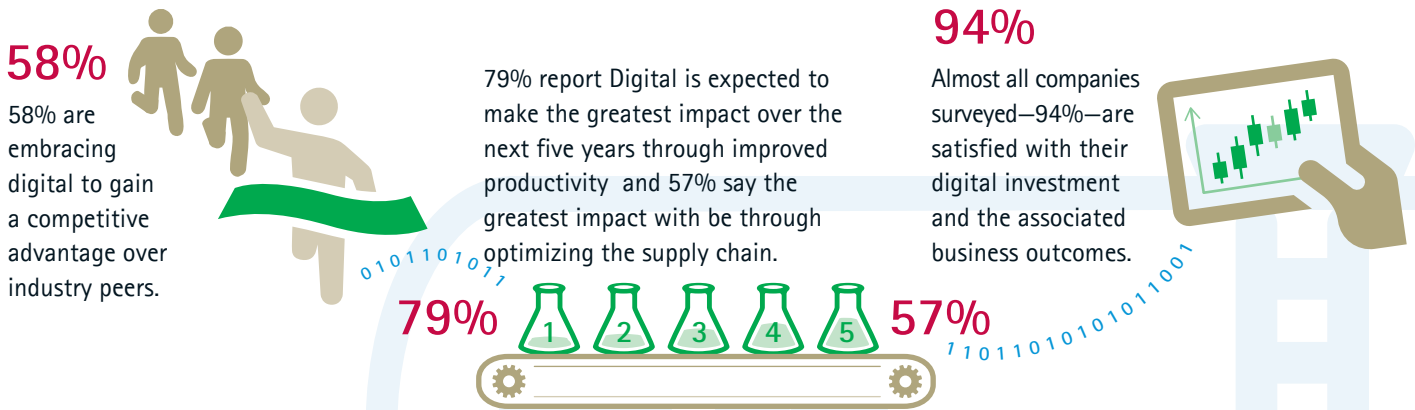 58%
58% are
embracing
digital to gain
a competitive
advantage over
industry peers.
0101101011
79% report Digital is expected to
make the greatest impact over the
next five years through improved
productivity  and 57% say the
greatest impact with be through
optimizing the supply chain.
79%
1 2 3 4 5
57%
94%
Almost all companies
surveyed—94%—are
satisfied with their
digital investment
and the associated
business outcomes.
1101101010101011001